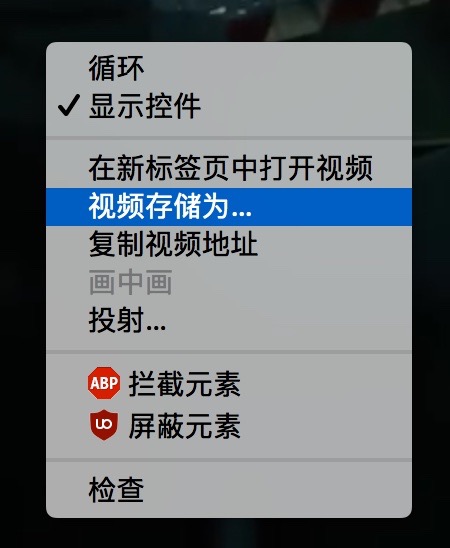 循环
显示控件
在新标签页中打开视频
视频存储为...
复制视频地址
画中画
投射...
ABP 拦截元素
uO 屏蔽元素
检查